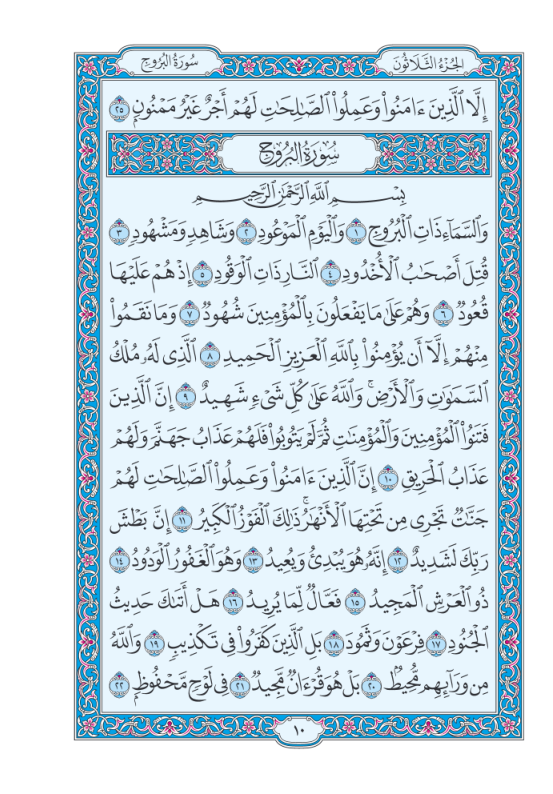 سُورَةُ البُرُوجِ
الجُزْءُ الثَّلَاثُونَ
إِلَّا ٱلَّذِينَ ءَامَنُوا۟ وَعَمِلُوا۟ ٱلصَّٰلِحَٰتِ لَهُمْ أَجْرٌ غَيْرُ مَمْنُونٍۭ ٢٥
سُورَةُ البُرُوجِ
بِسْمِ ٱللَّهِ ٱلرَّحْمَٰنِ ٱلرَّحِيمِ
وَٱلسَّمَآءِ ذَاتِ ٱلْبُرُوجِ ١ وَٱلْيَوْمِ ٱلْمَوْعُودِ ٢ وَشَاهِدٍ وَمَشْهُودٍ ٣
قُتِلَ أَصْحَٰبُ ٱلْأُخْدُودِ ٤ ٱلنَّارِ ذَاتِ ٱلْوَقُودِ ٥ إِذْ هُمْ عَلَيْهَا
قُعُودٌ ٦ وَهُمْ عَلَىٰ مَا يَفْعَلُونَ بِٱلْمُؤْمِنِينَ شُهُودٌ ٧ وَمَا نَقَمُوا۟
مِنْهُمْ إِلَّآ أَن يُؤْمِنُوا۟ بِٱللَّهِ ٱلْعَزِيزِ ٱلْحَمِيدِ ٨ ٱلَّذِى لَهُۥ مُلْكُ
ٱلسَّمَٰوَٰتِ وَٱلْأَرْضِ ۚ وَٱللَّهُ عَلَىٰ كُلِّ شَىْءٍ شَهِيدٌ ٩ إِنَّ ٱلَّذِينَ
فَتَنُوا۟ ٱلْمُؤْمِنِينَ وَٱلْمُؤْمِنَٰتِ ثُمَّ لَمْ يَتُوبُوا۟ فَلَهُمْ عَذَابُ جَهَنَّمَ وَلَهُمْ
عَذَابُ ٱلْحَرِيقِ ١٠ إِنَّ ٱلَّذِينَ ءَامَنُوا۟ وَعَمِلُوا۟ ٱلصَّٰلِحَٰتِ لَهُمْ
جَنَّٰتٌ تَجْرِى مِن تَحْتِهَا ٱلْأَنْهَٰرُ ۚ ذَٰلِكَ ٱلْفَوْزُ ٱلْكَبِيرُ ١١ إِنَّ بَطْشَ
رَبِّكَ لَشَدِيدٌ ١٢ إِنَّهُۥ هُوَ يُبْدِئُ وَيُعِيدُ ١٣ وَهُوَ ٱلْغَفُورُ ٱلْوَدُودُ ١٤
ذُو ٱلْعَرْشِ ٱلْمَجِيدُ ١٥ فَعَّالٌ لِّمَا يُرِيدُ ١٦ هَلْ أَتَىٰكَ حَدِيثُ
ٱلْجُنُودِ ١٧ فِرْعَوْنَ وَثَمُودَ ١٨ بَلِ ٱلَّذِينَ كَفَرُوا۟ فِى تَكْذِيبٍ ١٩ وَٱللَّهُ
مِن وَرَآئِهِم مُّحِيطٌۢ ٢٠ بَلْ هُوَ قُرْءَانٌ مَّجِيدٌ ٢١ فِى لَوْحٍ مَّحْفُوظٍۭ ٢٢
١٠